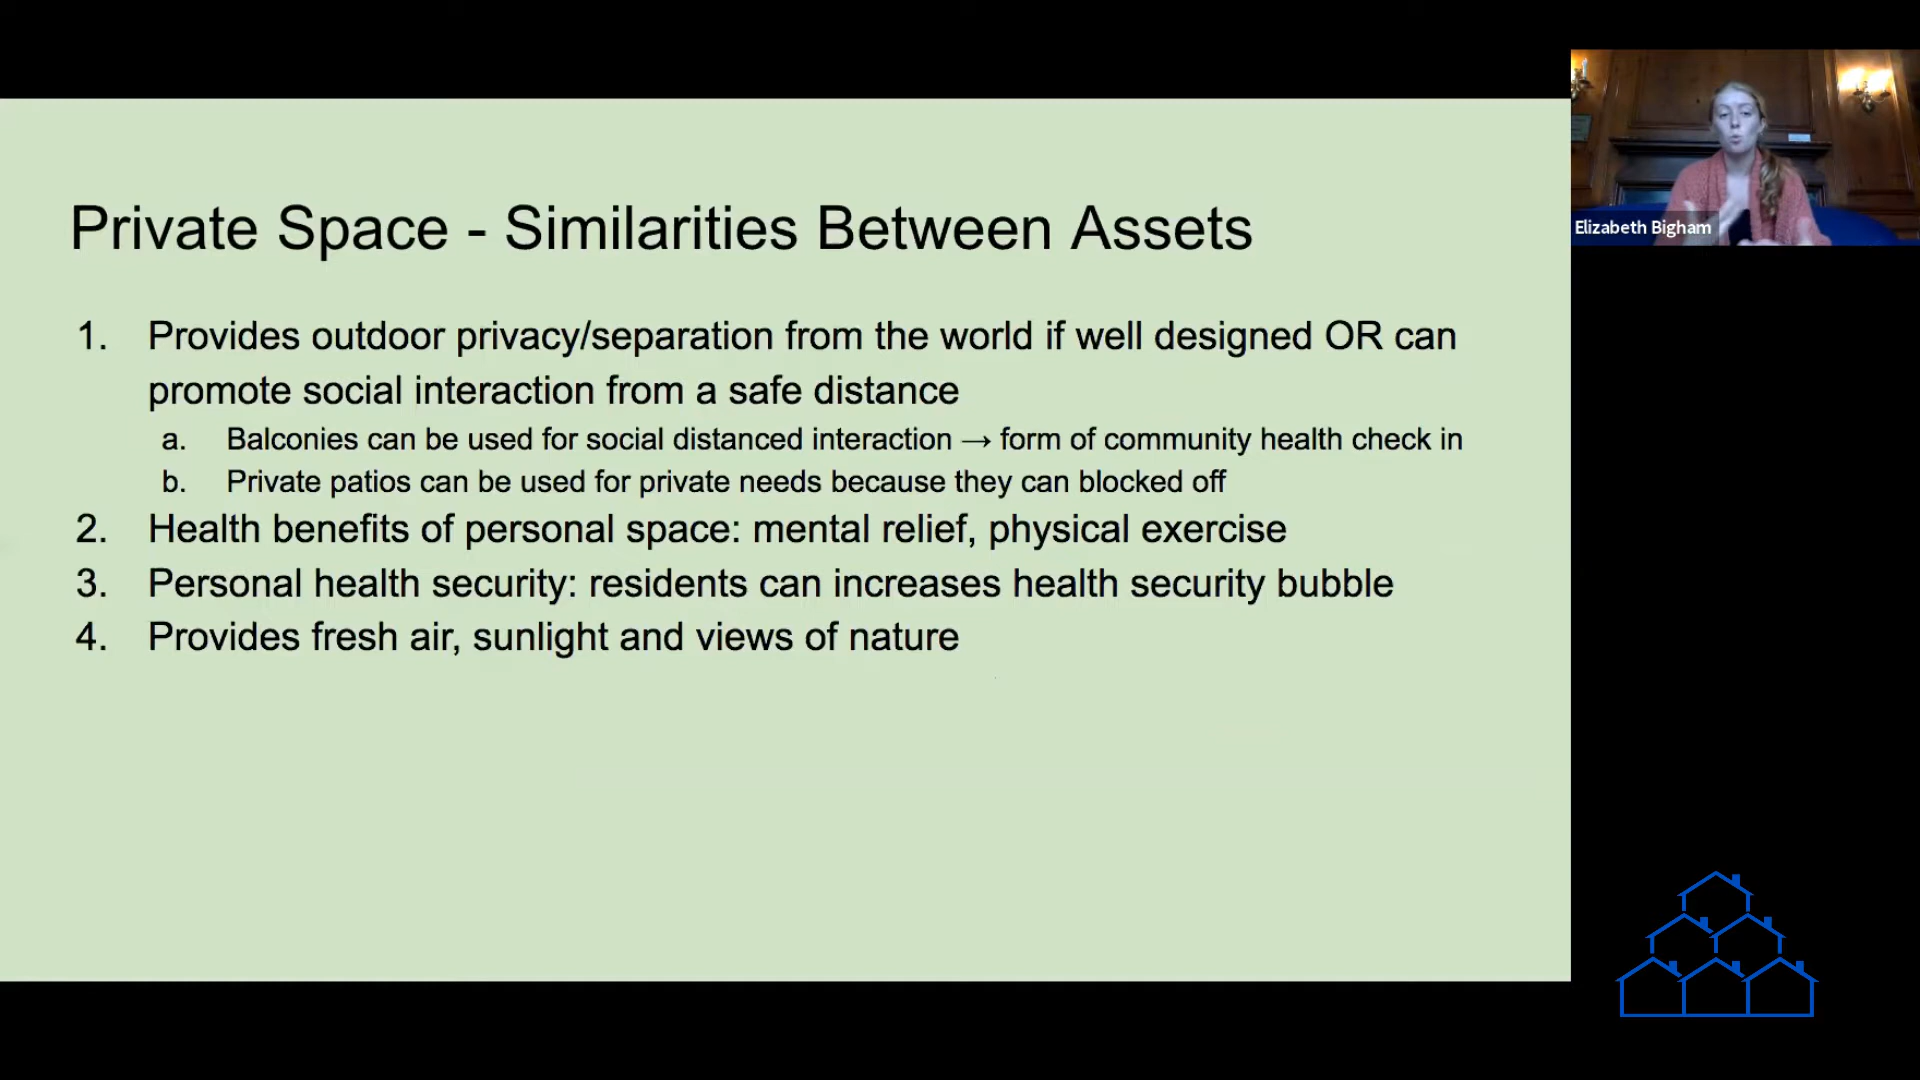 Private Space - Similarities Between Assets
1. Provides outdoor privacy/separation from the world if well designed OR can
promote social interaction from a safe distance
a. Balconies can be used for social distanced interaction → form of community health check in
b. Private patios can be used for private needs because they can blocked off
2. Health benefits of personal space: mental relief, physical exercise
3. Personal health security: residents can increases health security bubble
4. Provides fresh air, sunlight and views of nature
Elizabeth Bigham